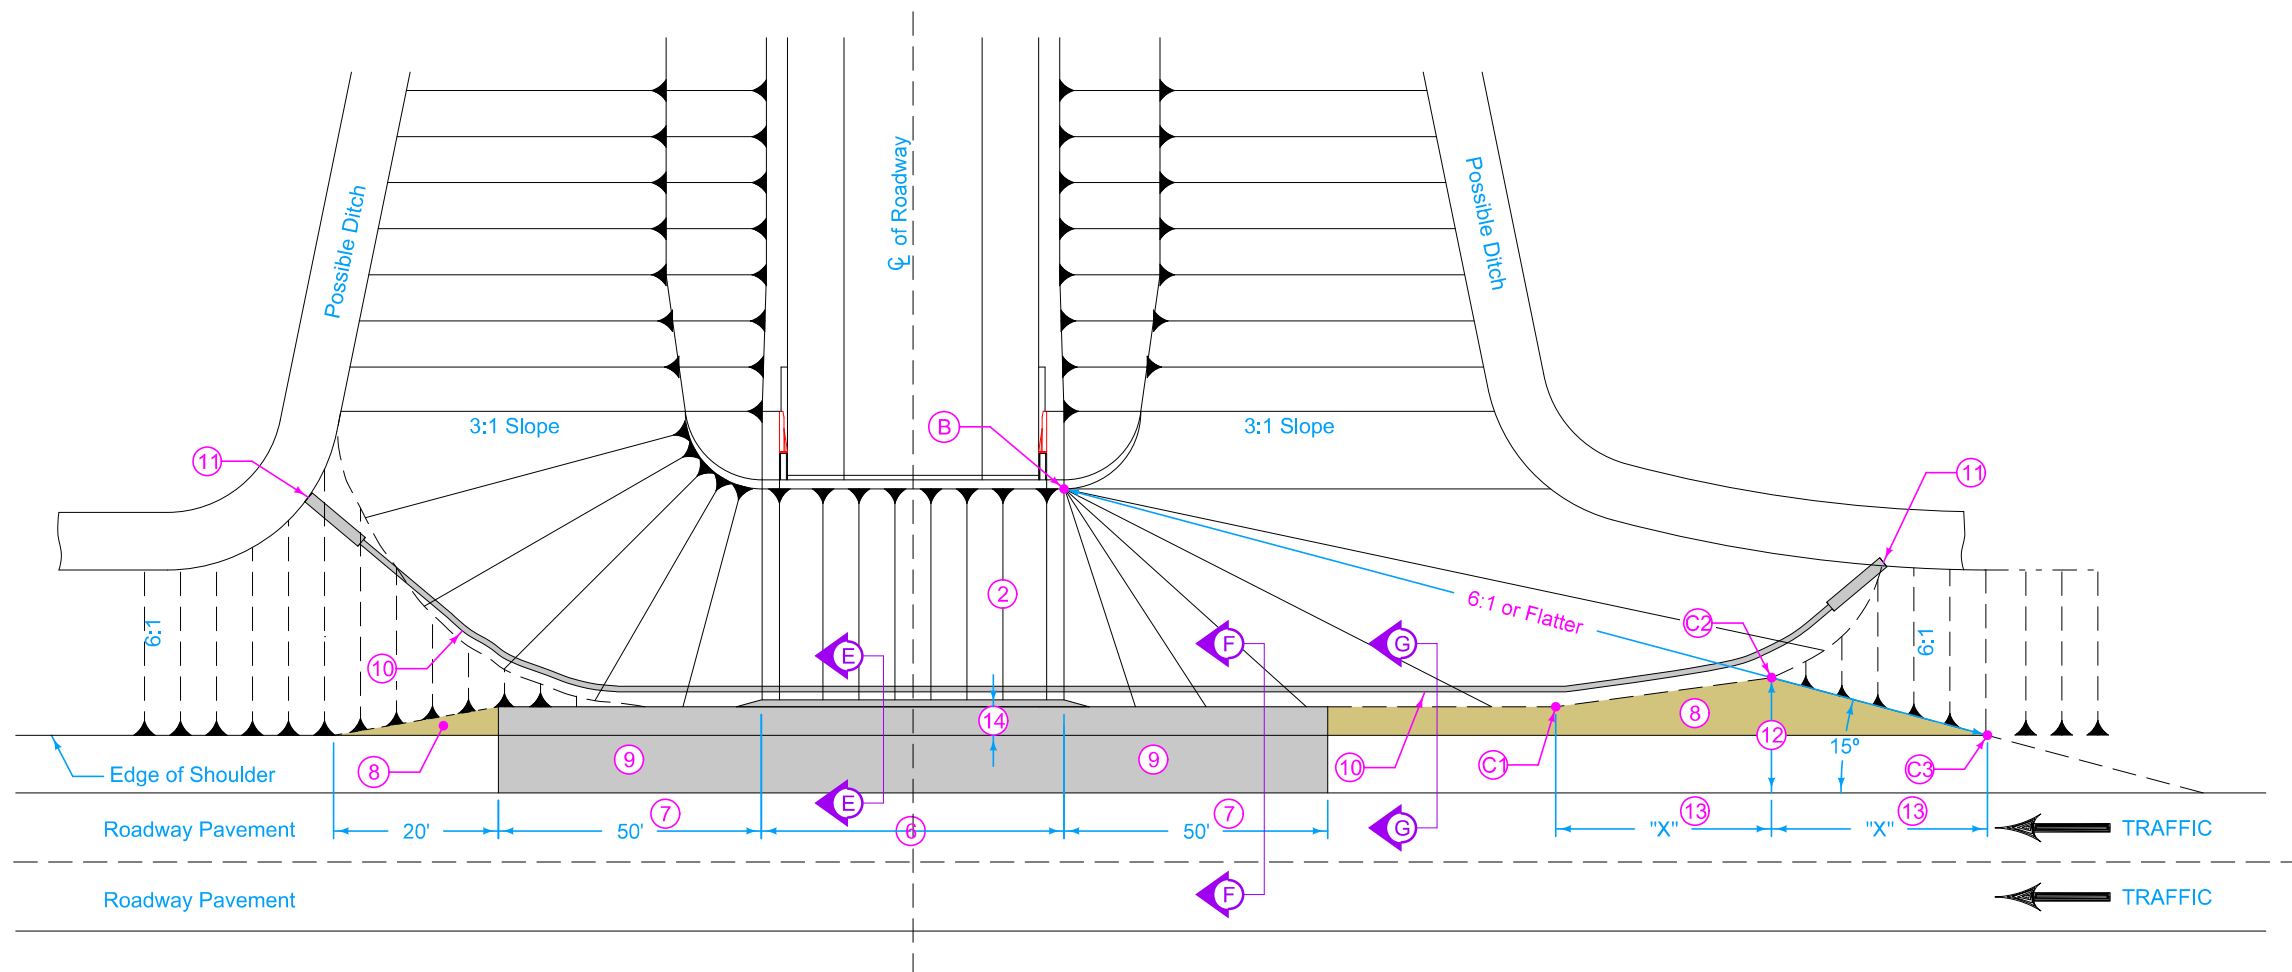 ℄ of Roadway
Possible Ditch
Possible Ditch
3:1 Slope
B
3:1 Slope
11
11
2
6:1 or Flatter
C2
6:1
6:1
10
E
F
G
8
14
12
15º
9
9
10
C1
C3
Edge of Shoulder
8
E
7
7
13
13
Roadway Pavement
20'
50'
6
50'
G
"X"
"X"
TRAFFIC
Roadway Pavement
F
TRAFFIC